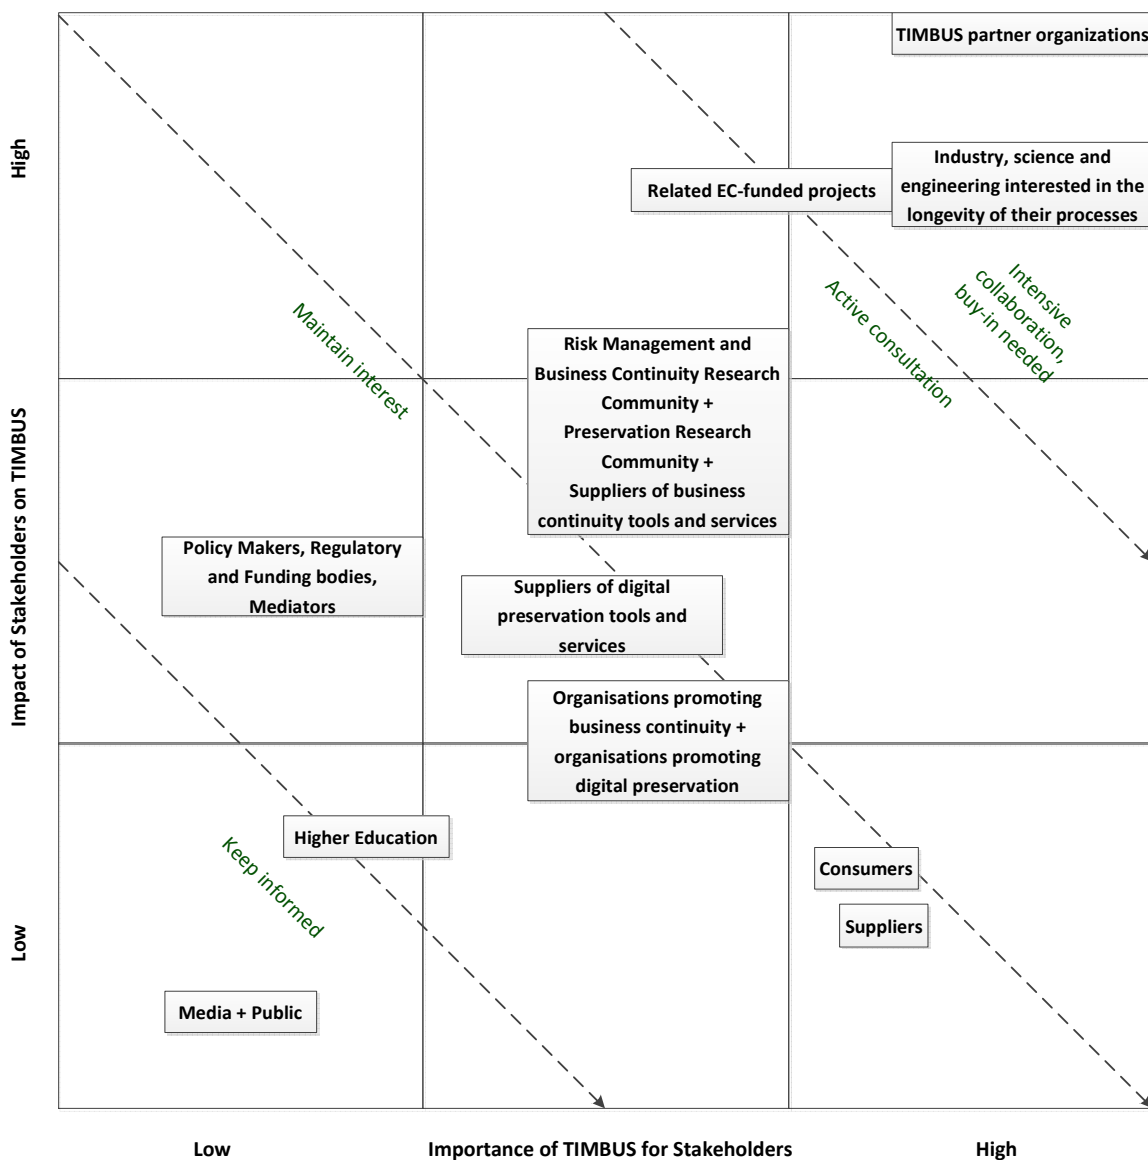 TIMBUS partner organizations
High
Industry, science and
engineering interested in the
longevity of their processes
Related EC-funded projects
Intensive
collaboration,
buy-in needed
Active consultation
Maintain interest
Risk Management and
Business Continuity Research
Community +
Preservation Research
Community +
Suppliers of business
continuity tools and services
Impact of Stakeholders on TIMBUS
Policy Makers, Regulatory
and Funding bodies,
Mediators
Suppliers of digital
preservation tools and
services
Organisations promoting
business continuity +
organisations promoting
digital preservation
Higher Education
Keep informed
Consumers
Suppliers
Low
Media + Public
Low
Importance of TIMBUS for Stakeholders
High